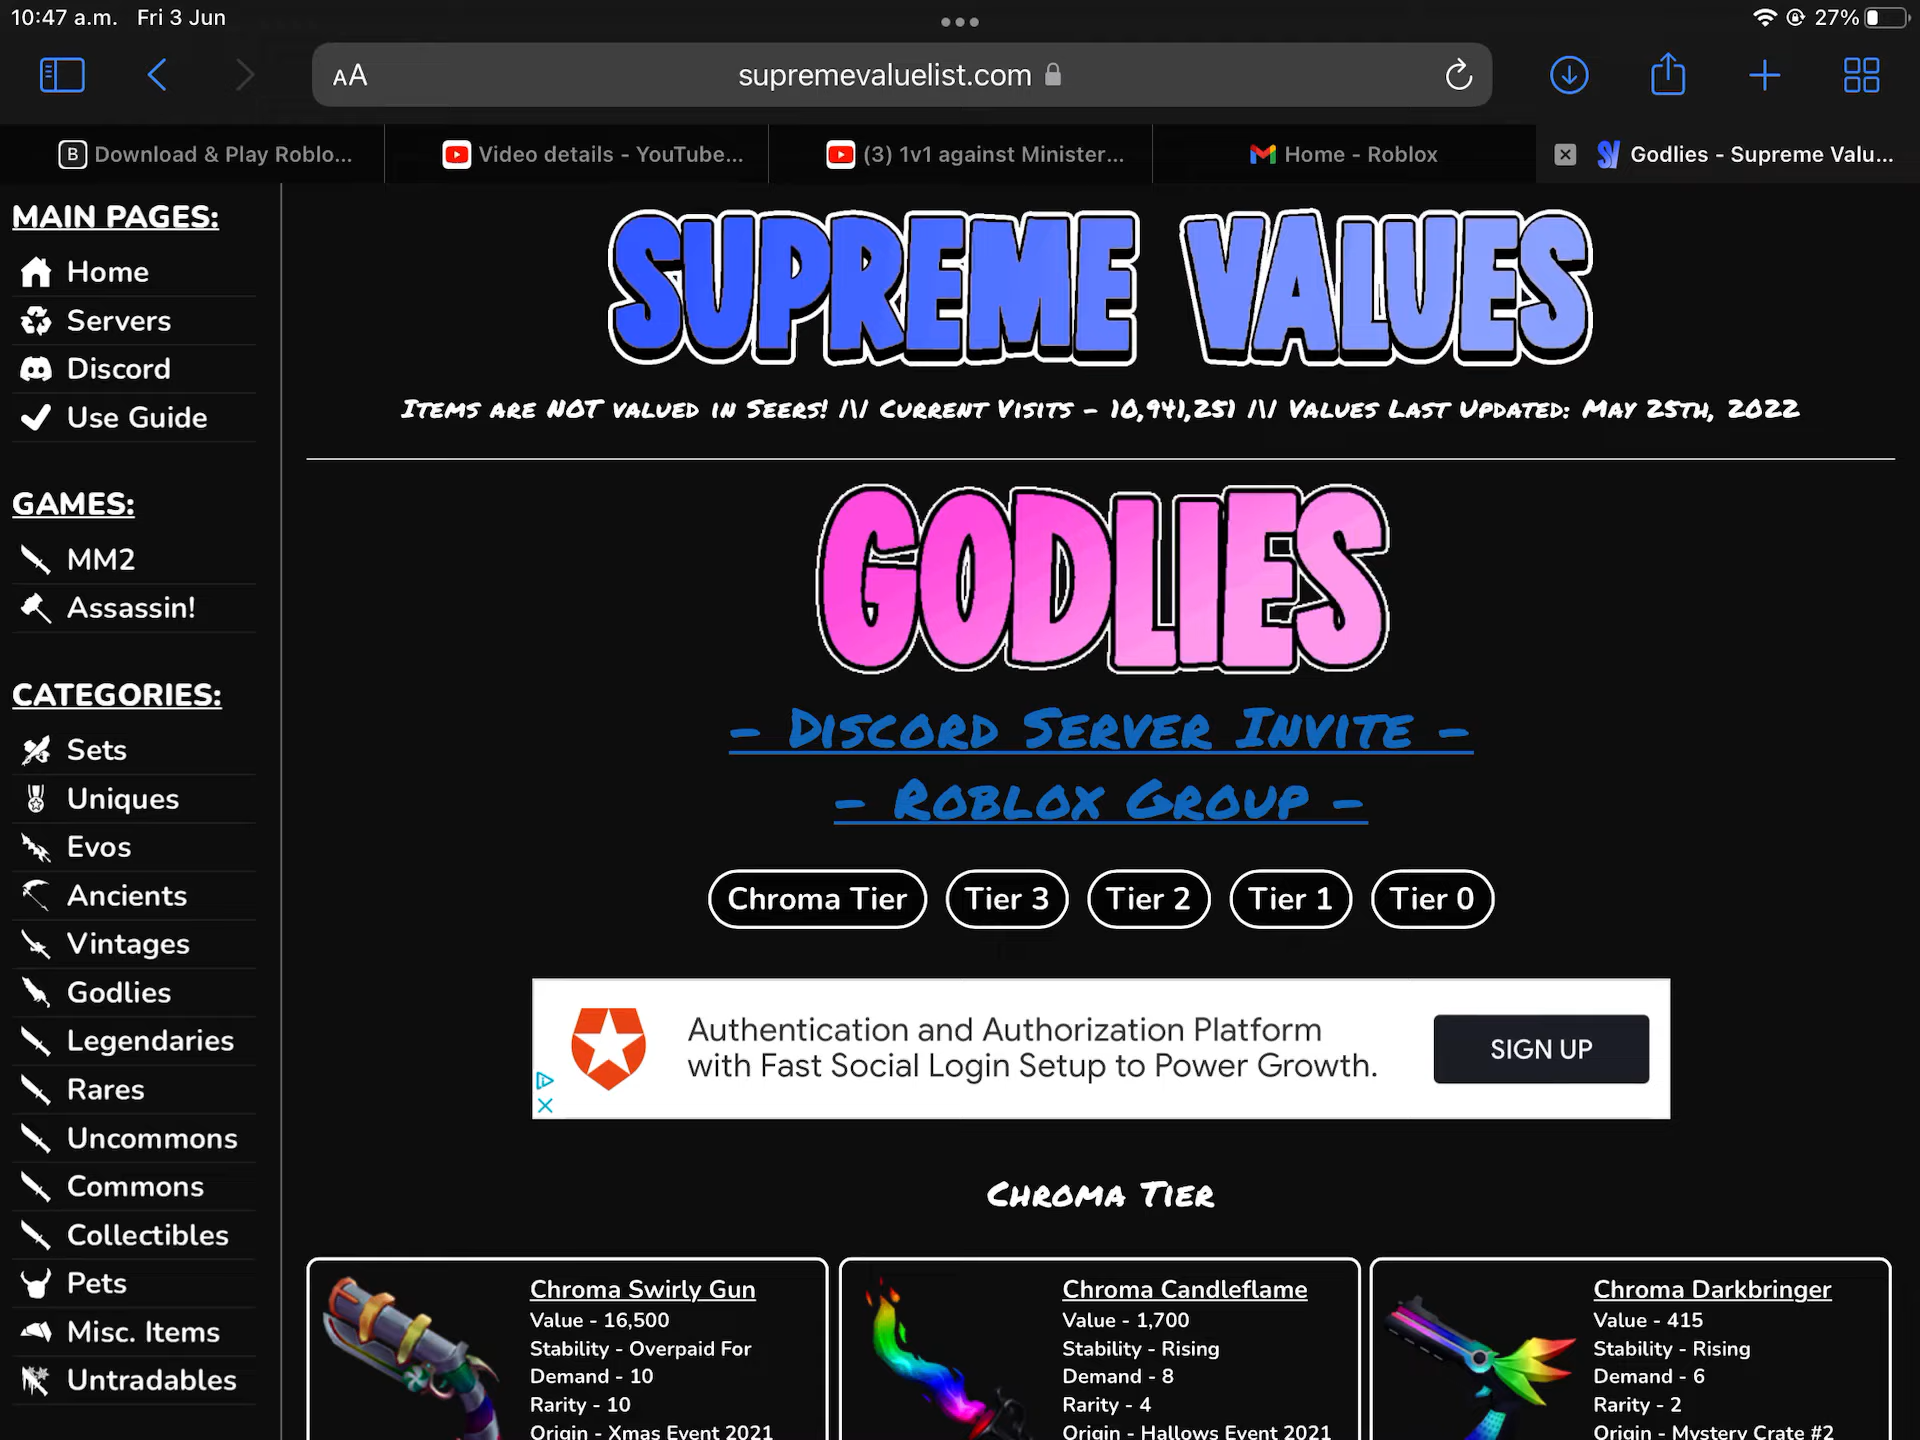 10:47 a.m. Fri 3 Jun
27%
AA
supremevaluelist.com
B Download & Play Roblo...
Video details - YouTube...
(3) 1v1 against Minister...
Home - Roblox
Godlies - Supreme Valu...
MAIN PAGES:
Home
Servers
Discord
Use Guide
GAMES:
MM2
Assassin!
CATEGORIES:
Sets
Uniques
Evos
Ancients
Vintages
Godlies
Legendaries
Rares
Uncommons
Commons
Collectibles
Pets
Misc. Items
Untradables
SUPREME VALUES
Items are NOT valued in Seers! /\/ Current Visits - 10,941,251 /\/ Values Last Updated: May 25th, 2022
GODLIES
- Discord Server Invite -
- Roblox Group -
Chroma Tier Tier 3 Tier 2 Tier 1 Tier 0
Authentication and Authorization Platform
with Fast Social Login Setup to Power Growth.
SIGN UP
Chroma Tier
Chroma Swirly Gun
Value - 16,500
Stability - Overpaid For
Demand - 10
Rarity - 10
Origin - Xmas Event 2021
Chroma Candleflame
Value - 1,700
Stability - Rising
Demand - 8
Rarity - 4
Origin - Hallows Event 2021
Chroma Darkbringer
Value - 415
Stability - Rising
Demand - 6
Rarity - 2
Origin - Mystery Crate #2